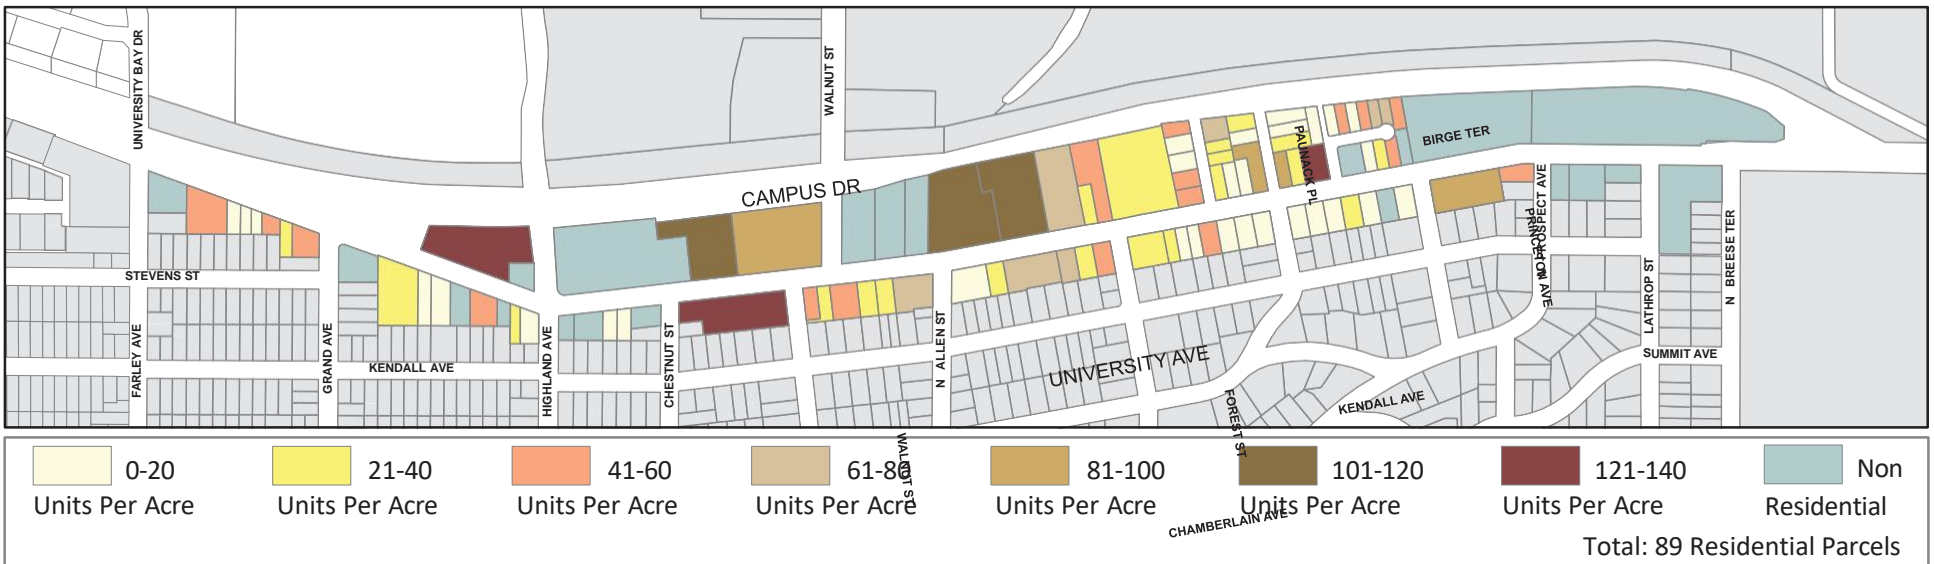 UNIVERSITY BAY DR
WALNUT ST
CAMPUS DR
PAUNACK PL
BIRGE TER
PROSPECT AVE
PRINCETON AVE
N BREESE TER
LATHROP ST
STEVENS ST
FARLEY AVE
GRAND AVE
KENDALL AVE
HIGHLAND AVE
CHESTNUT ST
N ALLEN ST
UNIVERSITY AVE
SUMMIT AVE
KENDALL AVE
FOREST ST
WALNUT ST
CHAMBERLAIN AVE
0-20
Units Per Acre
21-40
Units Per Acre
41-60
Units Per Acre
61-80
Units Per Acre
81-100
Units Per Acre
101-120
Units Per Acre
121-140
Units Per Acre
Non
Residential
Total: 89 Residential Parcels